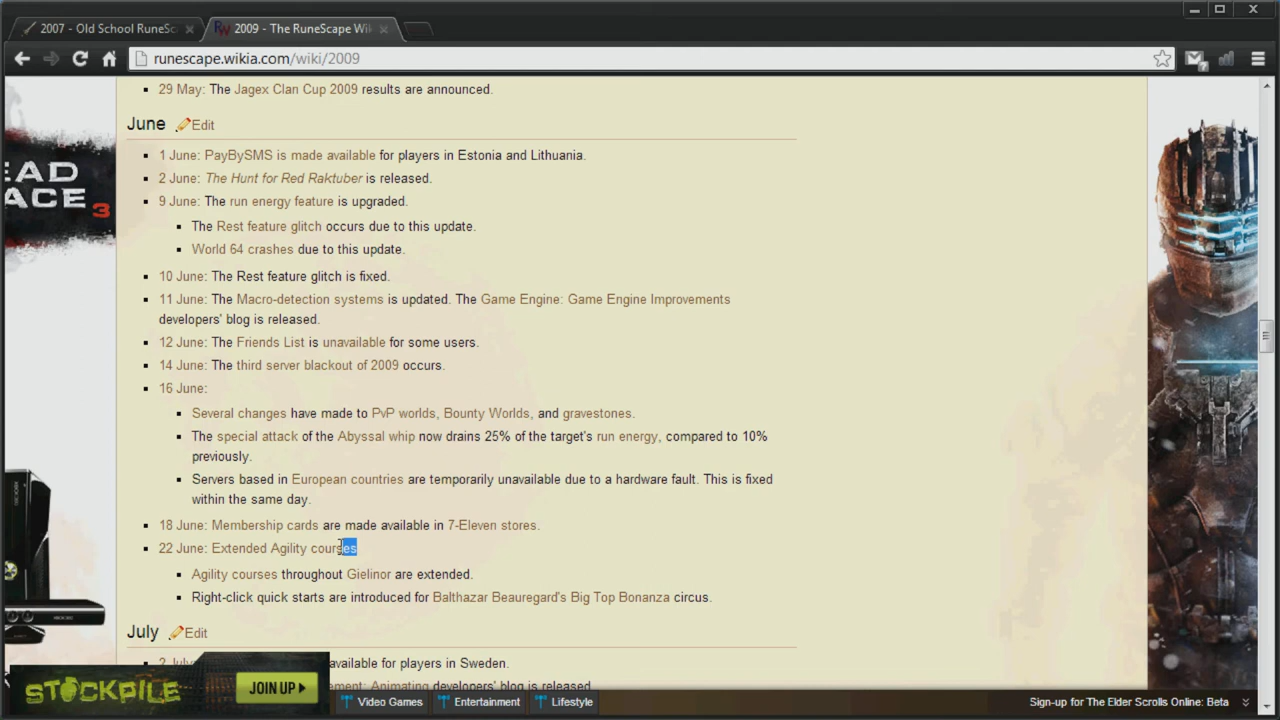 2007 - Old School RuneSc
2009 - The RuneScape Wik
runescape.wikia.com/wiki/2009
29 May: The Jagex Clan Cup 2009 results are announced.
June Edit
1 June: PayBySMS is made available for players in Estonia and Lithuania.
2 June: The Hunt for Red Raktuber is released.
9 June: The run energy feature is upgraded.
The Rest feature glitch occurs due to this update.
World 64 crashes due to this update.
10 June: The Rest feature glitch is fixed.
11 June: The Macro-detection systems is updated. The Game Engine: Game Engine Improvements
developers' blog is released.
12 June: The Friends List is unavailable for some users.
14 June: The third server blackout of 2009 occurs.
16 June:
Several changes have made to PvP worlds, Bounty Worlds, and gravestones.
The special attack of the Abyssal whip now drains 25% of the target's run energy, compared to 10%
previously.
Servers based in European countries are temporarily unavailable due to a hardware fault. This is fixed
within the same day.
18 June: Membership cards are made available in 7-Eleven stores.
22 June: Extended Agility courses
Agility courses throughout Gielinor are extended.
Right-click quick starts are introduced for Balthazar Beauregard's Big Top Bonanza circus.
July Edit
2 July available for players in Sweden.
ement: Animating developers' blog is released.
EAD
ACE 3
STOCKPILE
JOIN UP
Video Games
Entertainment
Lifestyle
Sign-up for The Elder Scrolls Online: Beta